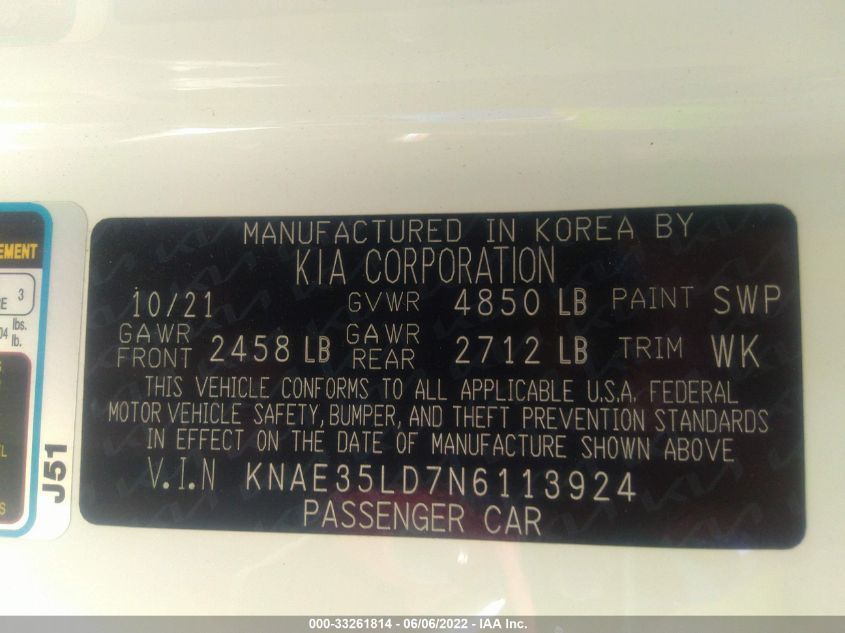 MANUFACTURED IN KOREA BY
KIA CORPORATION
10/21 GVWR 4850 LB PAINT SWP
GAWR FRONT 2458 LB GAWR REAR 2712 LB TRIM WK
THIS VEHICLE CONFORMS TO ALL APPLICABLE U.S.A. FEDERAL
MOTOR VEHICLE SAFETY, BUMPER, AND THEFT PREVENTION STANDARDS
IN EFFECT ON THE DATE OF MANUFACTURE SHOWN ABOVE
V.I.N KNAE35LD7N6113924
PASSENGER CAR
EMENT
3
lbs.
lb.
J51
000-33261814 - 06/06/2022 - IAA Inc.